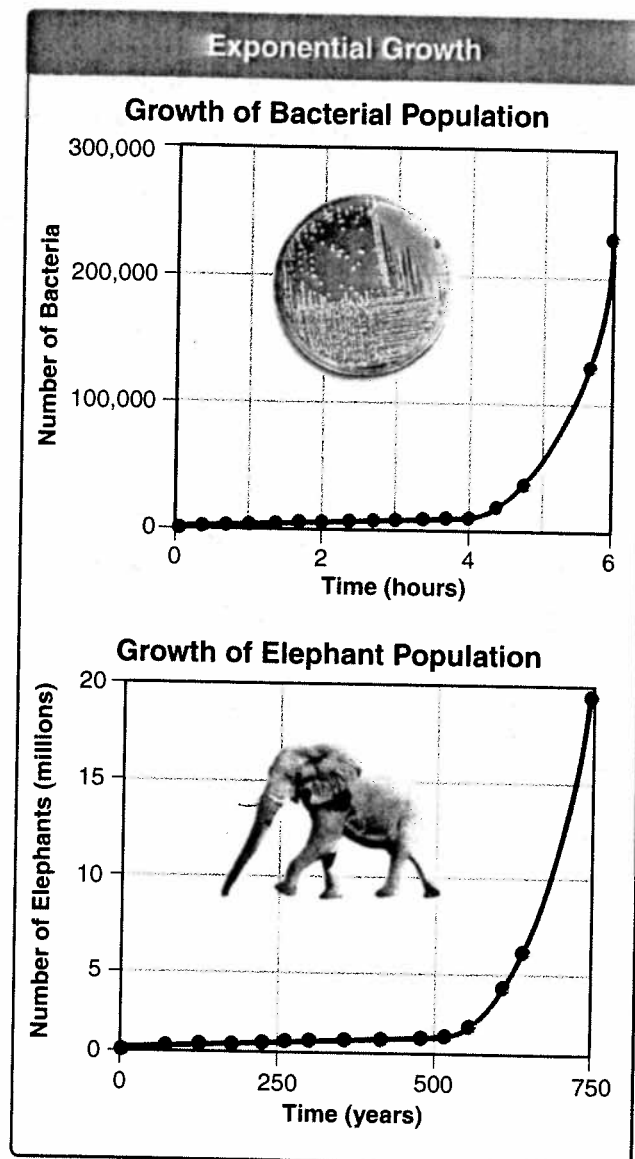 Exponential Growth
Growth of Bacterial Population
300,000
200,000
100,000
0
Number of Bacteria
0 2 4 6
Time (hours)
Growth of Elephant Population
20
15
10
5
0
Number of Elephants (millions)
0 250 500 750
Time (years)